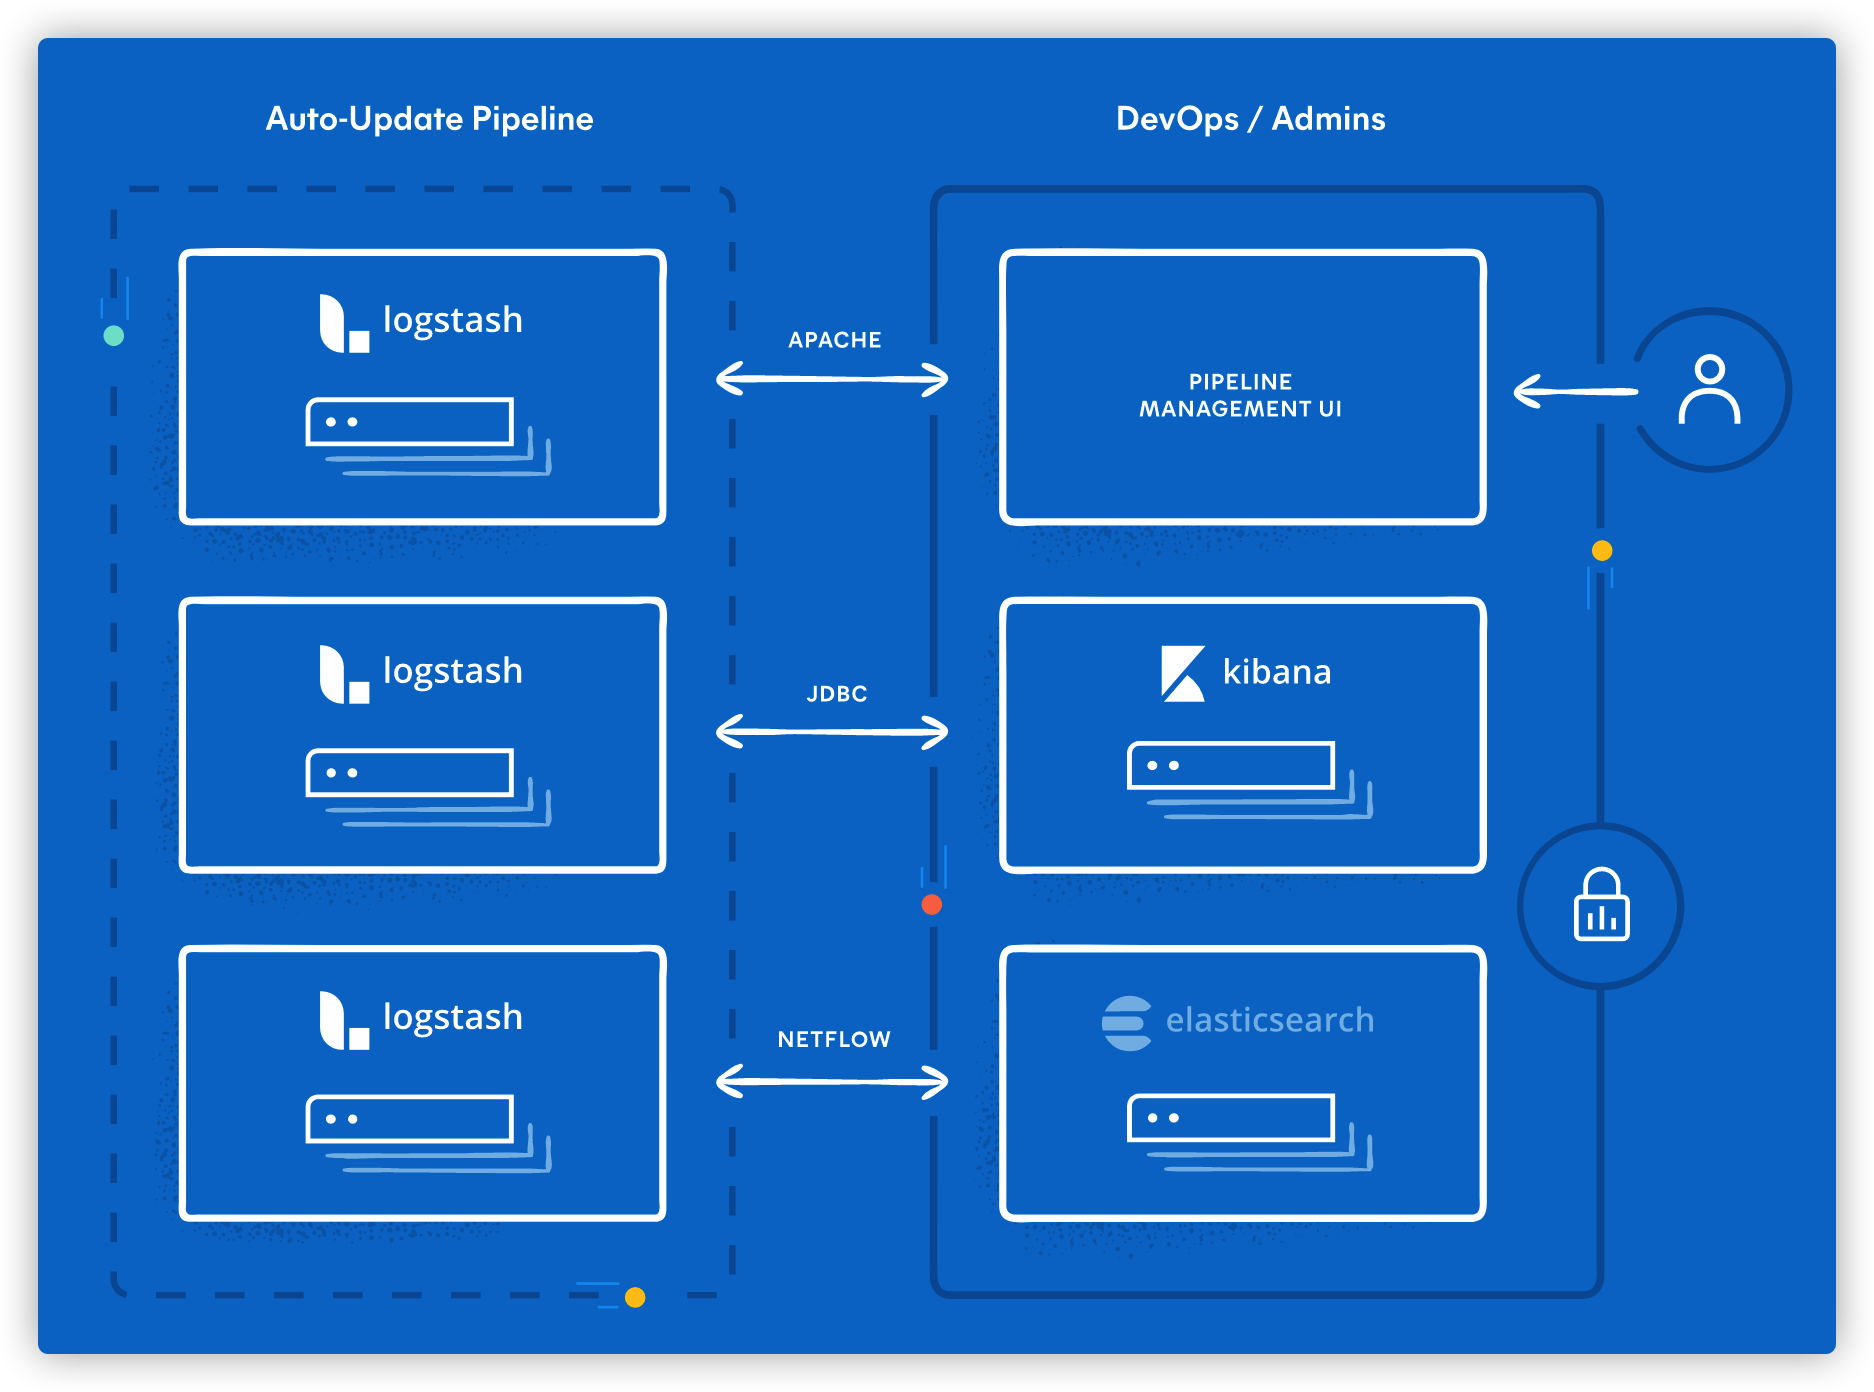 Auto-Update Pipeline
DevOps / Admins
logstash
APACHE
PIPELINE
MANAGEMENT UI
logstash
JDBC
kibana
logstash
NETFLOW
elasticsearch